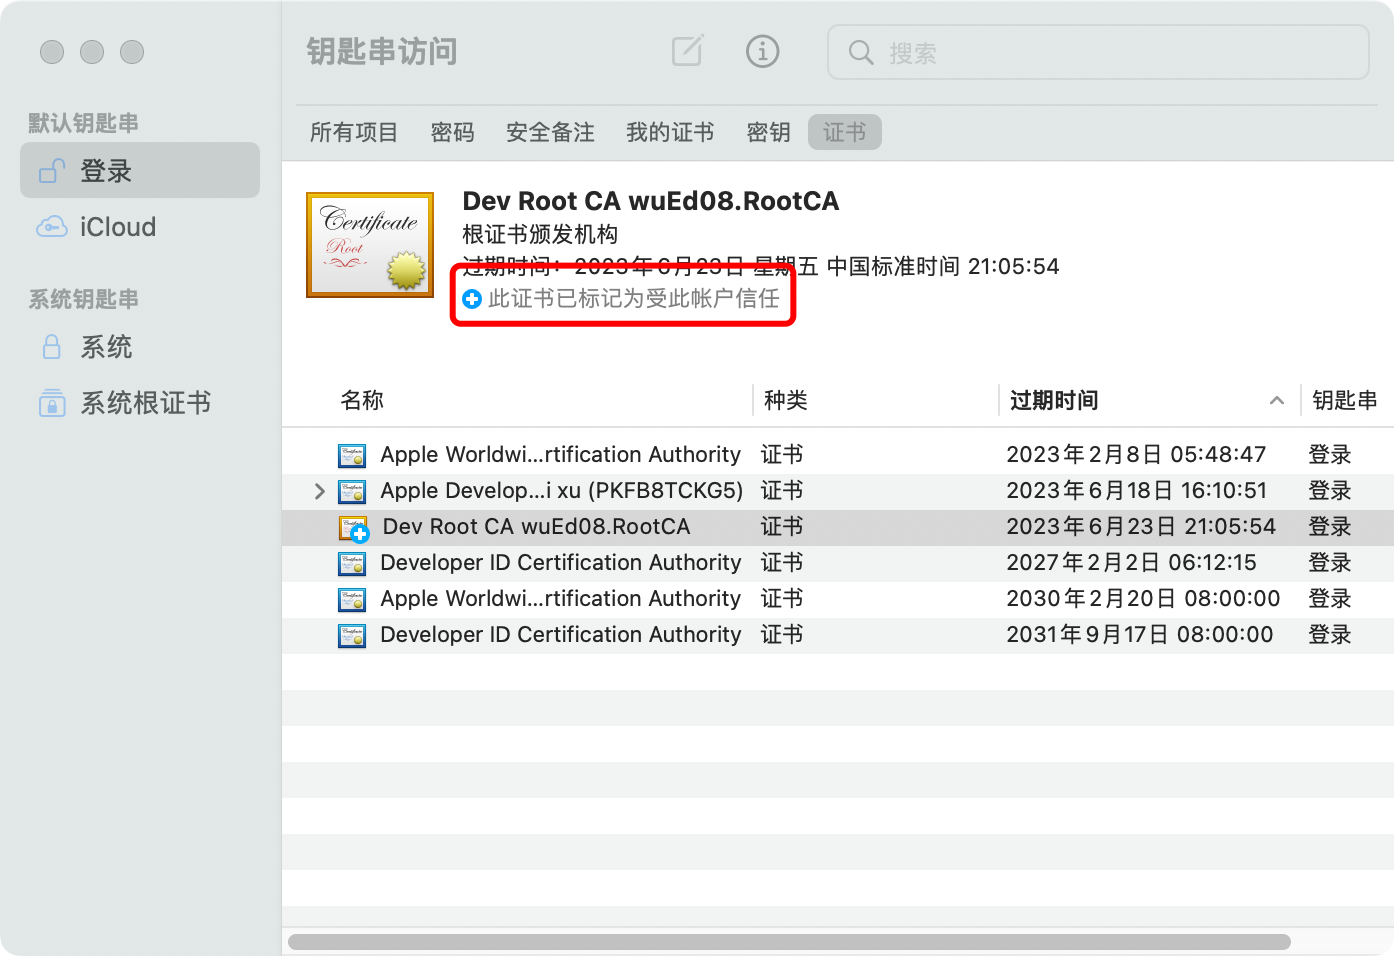 钥匙串访问
搜索
默认钥匙串
登录
iCloud
系统钥匙串
系统
系统根证书
所有项目 密码 安全备注 我的证书 密钥 证书
Certificate
Root
Dev Root CA wuEd08.RootCA
根证书颁发机构
过期时间：2023年6月23日 星期五 中国标准时间 21:05:54
此证书已标记为受此帐户信任
名称 种类 过期时间 钥匙串
Apple Worldwi...rtification Authority 证书 2023年2月8日 05:48:47 登录
Apple Develop...i xu (PKFB8TCKG5) 证书 2023年6月18日 16:10:51 登录
Dev Root CA wuEd08.RootCA 证书 2023年6月23日 21:05:54 登录
Developer ID Certification Authority 证书 2027年2月2日 06:12:15 登录
Apple Worldwi...rtification Authority 证书 2030年2月20日 08:00:00 登录
Developer ID Certification Authority 证书 2031年9月17日 08:00:00 登录